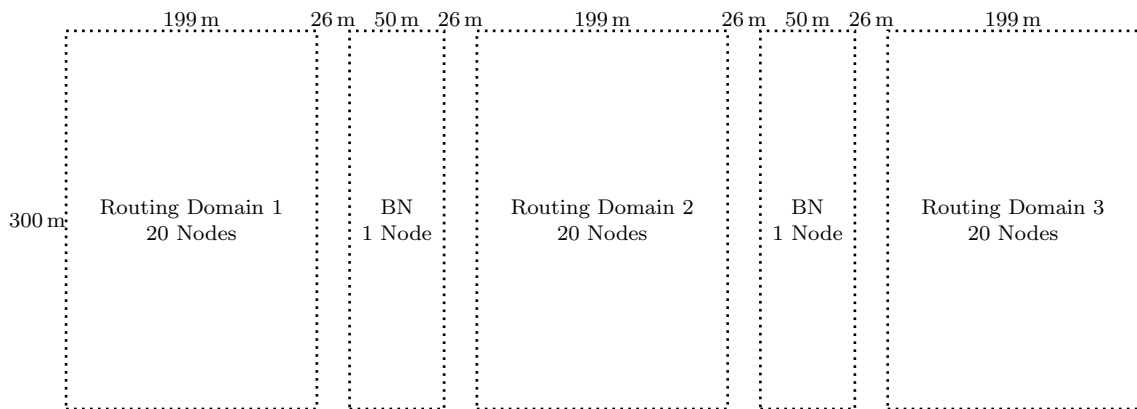 199 m 26 m 50 m 26 m 199 m 26 m 50 m 26 m 199 m
300 m
Routing Domain 1
20 Nodes
BN
1 Node
Routing Domain 2
20 Nodes
BN
1 Node
Routing Domain 3
20 Nodes